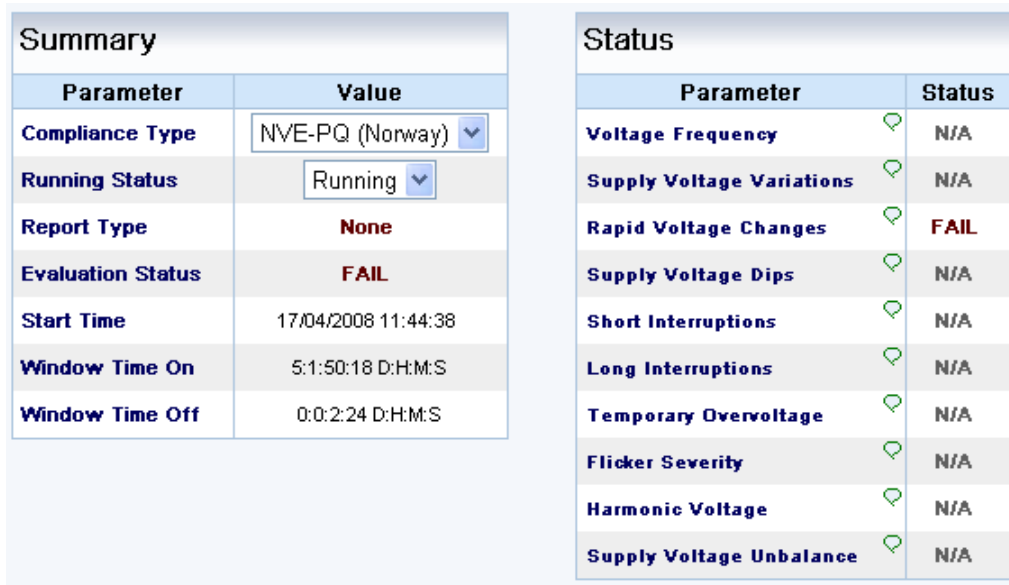 Summary
Parameter Value
Compliance Type NVE-PQ (Norway)
Running Status Running
Report Type None
Evaluation Status FAIL
Start Time 17/04/2008 11:44:38
Window Time On 5:1:50:18 D:H:M:S
Window Time Off 0:0:2:24 D:H:M:S
Status
Parameter Status
Voltage Frequency N/A
Supply Voltage Variations N/A
Rapid Voltage Changes FAIL
Supply Voltage Dips N/A
Short Interruptions N/A
Long Interruptions N/A
Temporary Overvoltage N/A
Flicker Severity N/A
Harmonic Voltage N/A
Supply Voltage Unbalance N/A